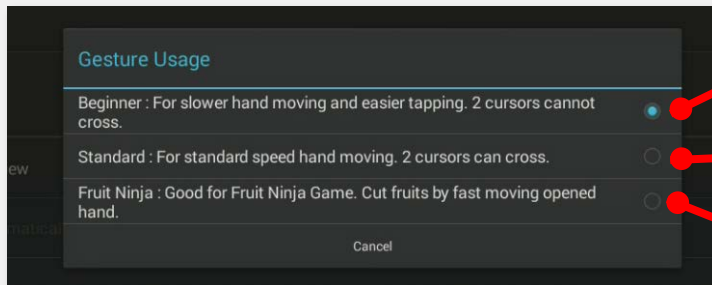 Gesture Usage
Beginner : For slower hand moving and easier tapping. 2 cursors cannot
cross.
Standard : For standard speed hand moving. 2 cursors can cross.
ew
Fruit Ninja : Good for Fruit Ninja Game. Cut fruits by fast moving opened
hand.
matical
Cancel